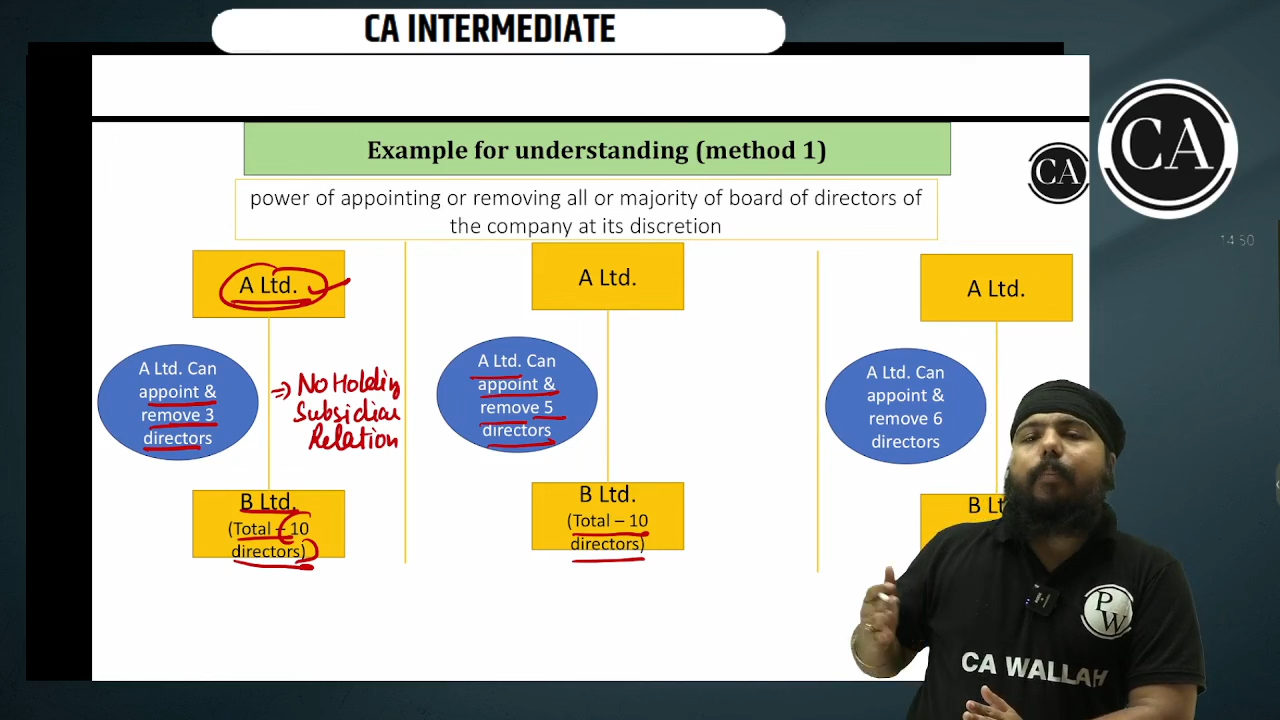 CA INTERMEDIATE
Example for understanding (method 1)
CA
CA
power of appointing or removing all or majority of board of directors of
the company at its discretion
14 50
A Ltd.
A Ltd. Can
appoint &
remove 3
directors
⇒ No Holding
Subsidiary
Relation
B Ltd.
(Total – 10
directors)
A Ltd.
A Ltd. Can
appoint &
remove 5
directors
B Ltd.
(Total – 10
directors)
A Ltd.
A Ltd. Can
appoint &
remove 6
directors
B Lt
PW
CA WALLAH